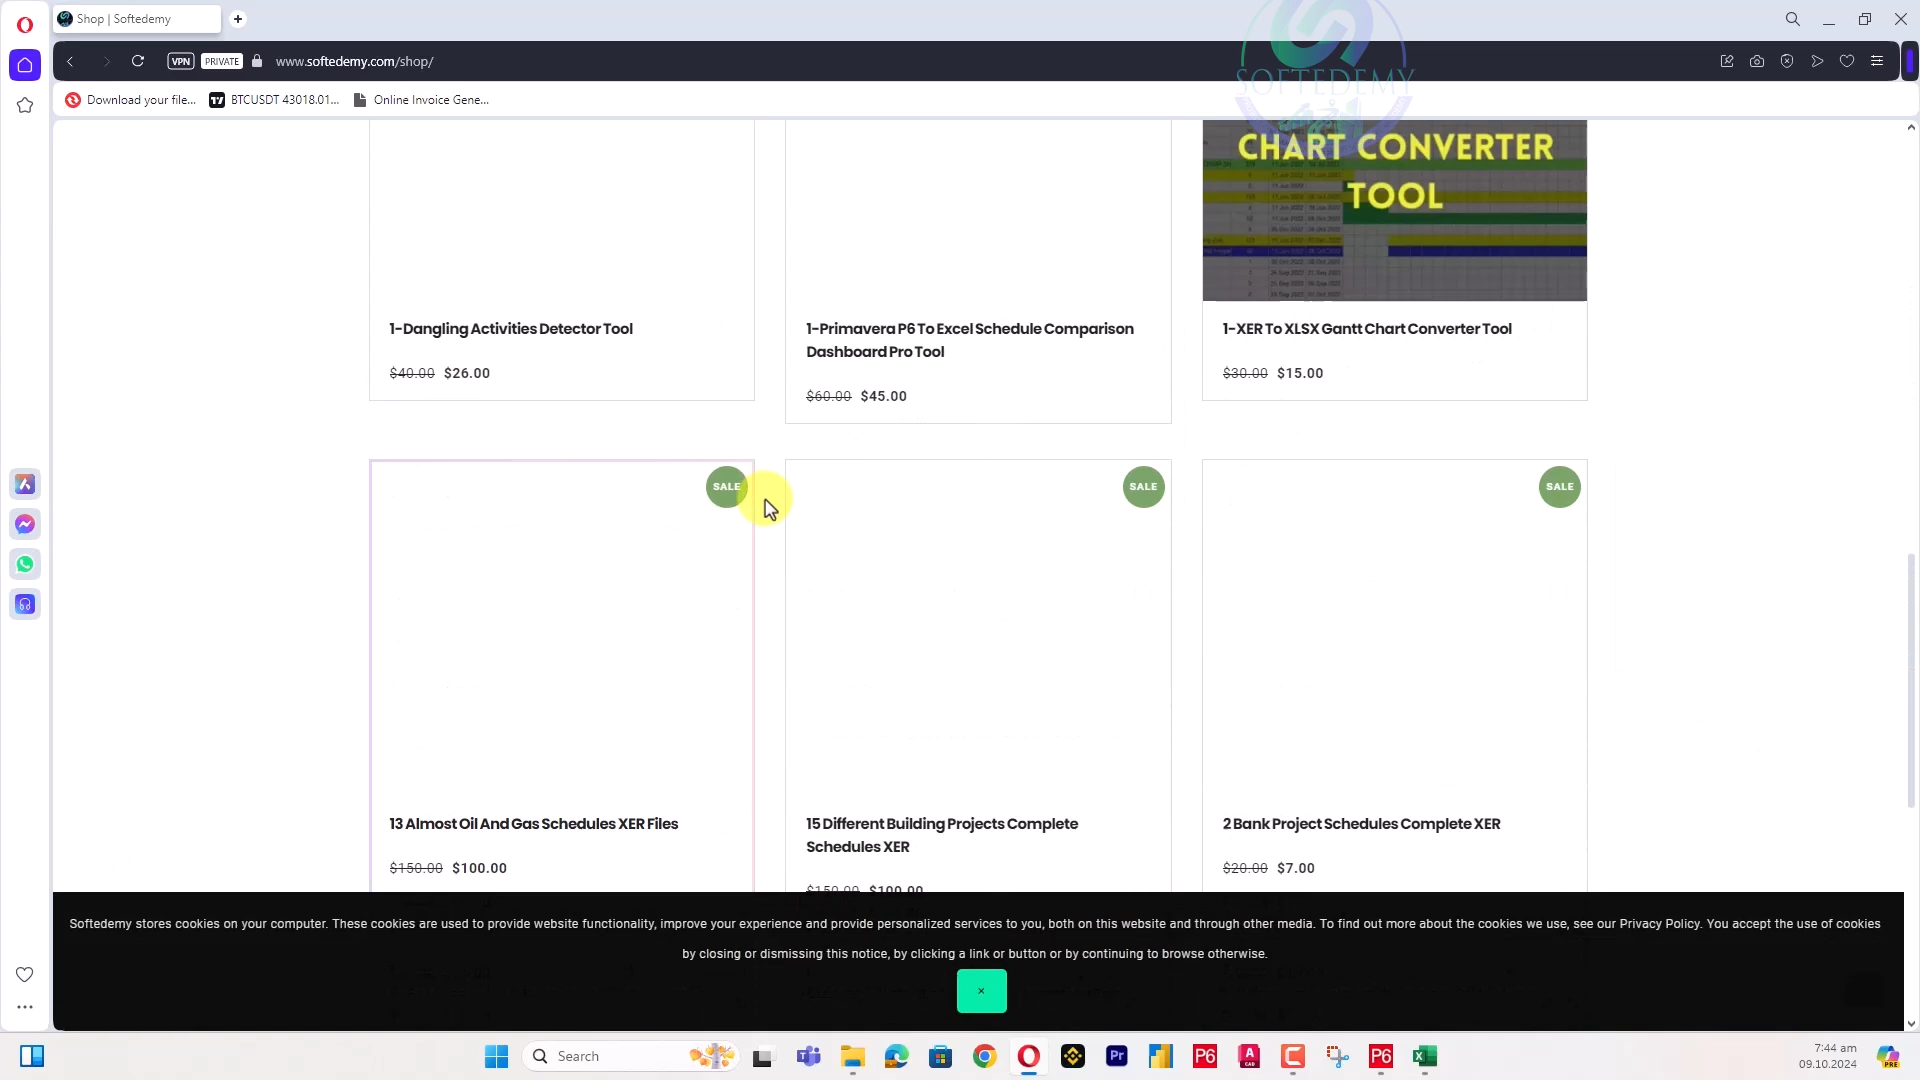 Shop | Softedemy
VPN PRIVATE www.softedemy.com/shop/
Download your file... BTCUSDT 43018.01... Online Invoice Gene...
SOFTEDEMY
CHART CONVERTER
TOOL
1-Dangling Activities Detector Tool
$40.00 $26.00
1-Primavera P6 To Excel Schedule Comparison
Dashboard Pro Tool
$60.00 $45.00
1-XER To XLSX Gantt Chart Converter Tool
$30.00 $15.00
SALE
13 Almost Oil And Gas Schedules XER Files
$150.00 $100.00
SALE
15 Different Building Projects Complete
Schedules XER
$150.00 $100.00
SALE
2 Bank Project Schedules Complete XER
$20.00 $7.00
Softedemy stores cookies on your computer. These cookies are used to provide website functionality, improve your experience and provide personalized services to you, both on this website and through other media. To find out more about the cookies we use, see our Privacy Policy. You accept the use of cookies
by closing or dismissing this notice, by clicking a link or button or by continuing to browse otherwise.
×
Search
Pr
P6
A
CAD
P6
X
PRE
7:44 am
09.10.2024